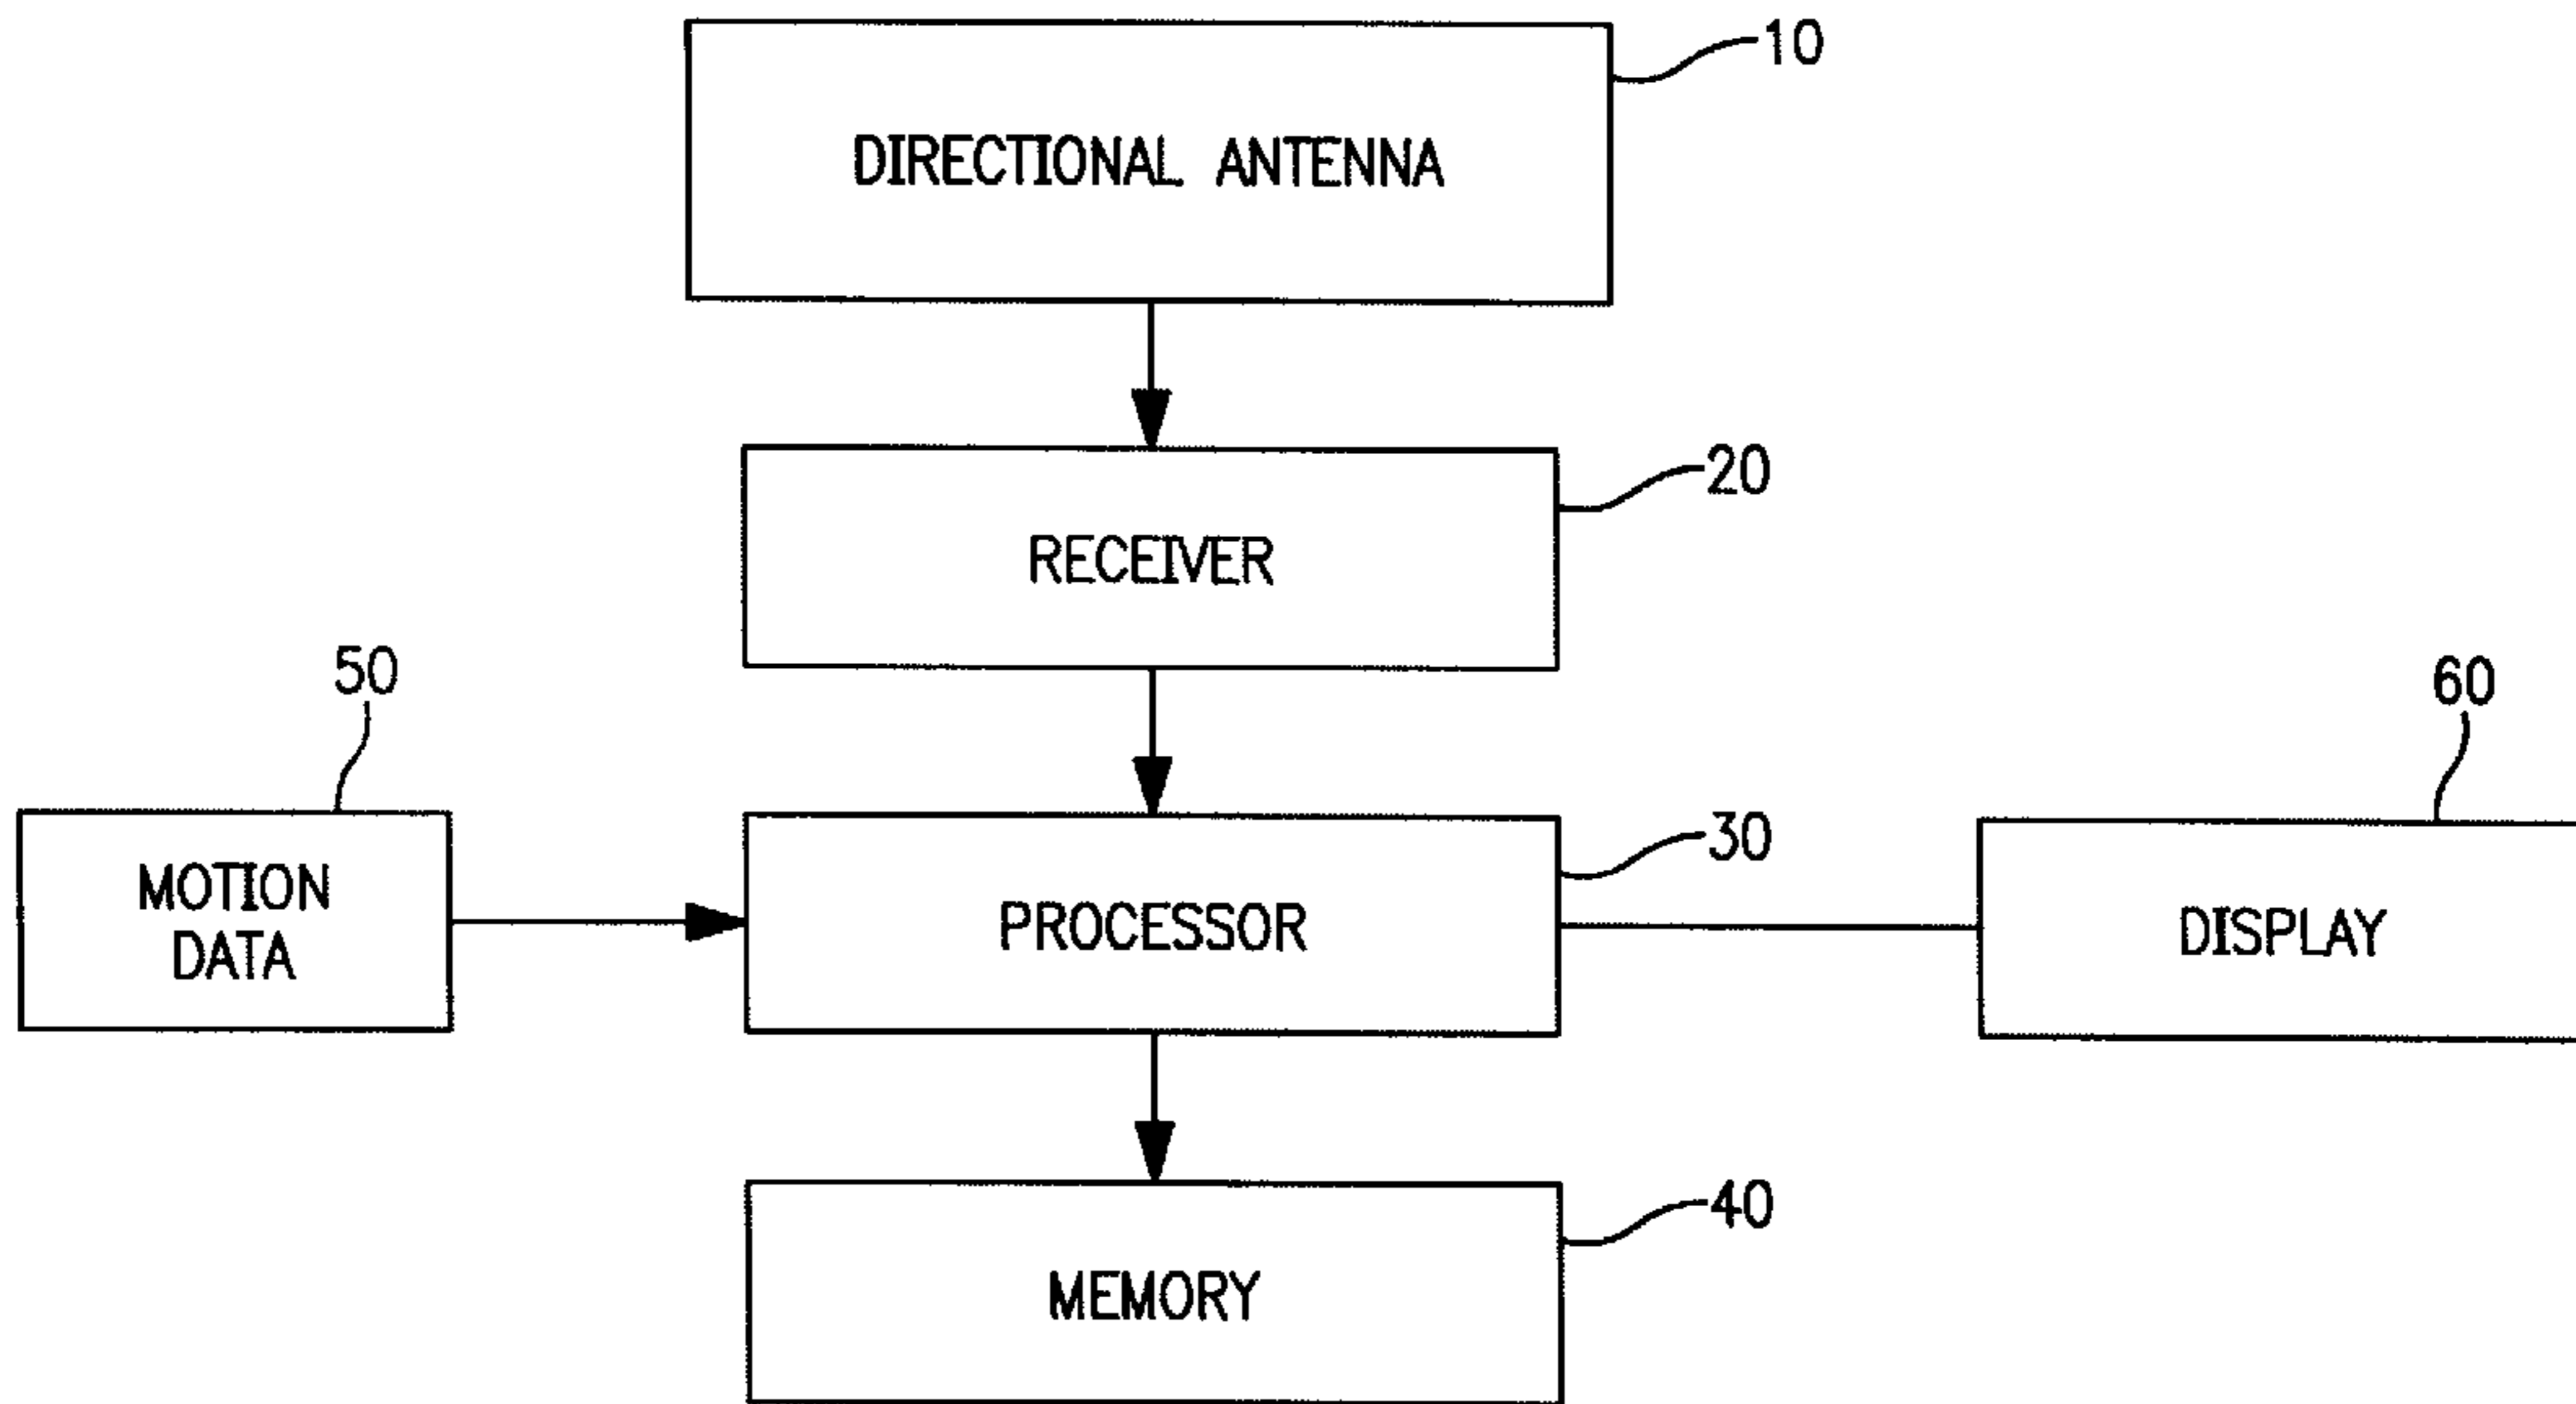 10
DIRECTIONAL ANTENNA
20
RECEIVER
50
60
30
MOTION
DATA
PROCESSOR
DISPLAY
40
MEMORY